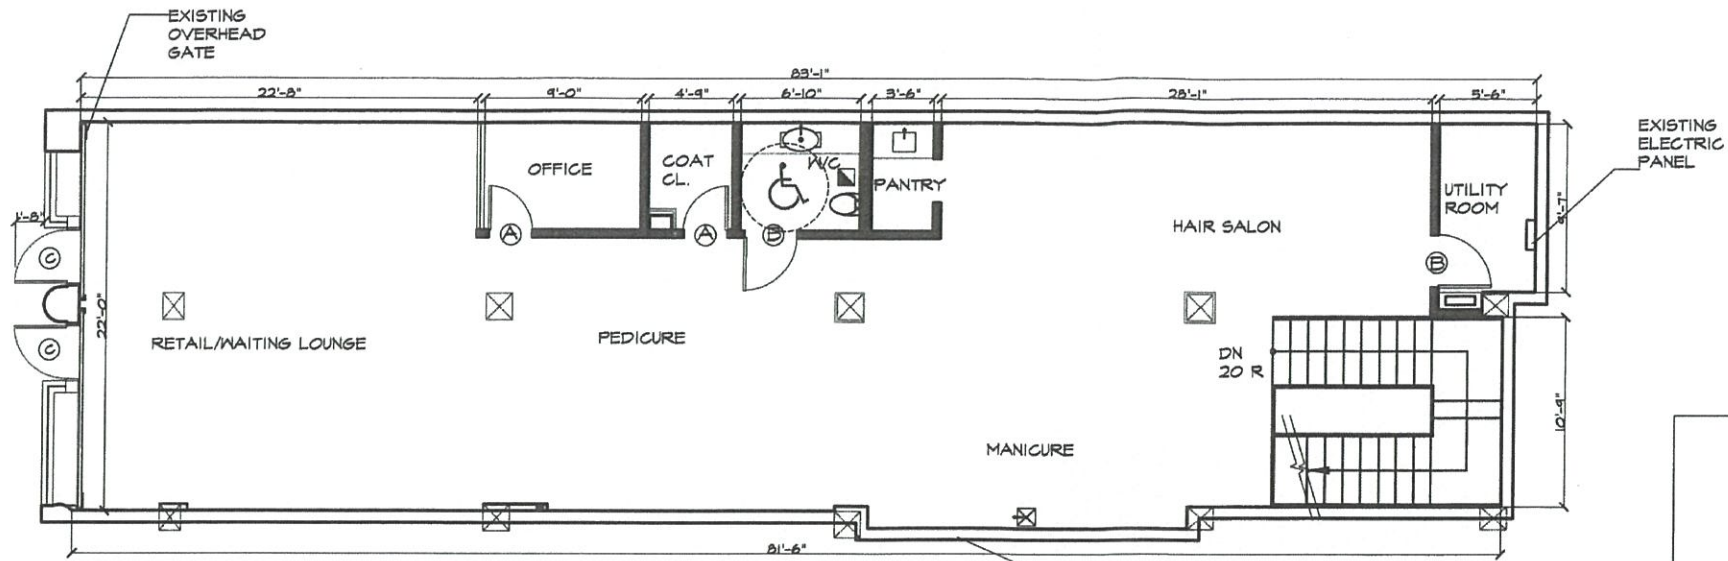 EXISTING
OVERHEAD
GATE
83'-1"
22'-8"
9'-0"
4'-9"
6'-10"
3'-6"
28'-1"
5'-6"
EXISTING
ELECTRIC
PANEL
OFFICE
COAT
CL.
W/C
PANTRY
UTILITY
ROOM
9'-7"
HAIR SALON
1'-8"
A
A
B
B
C
C
22'-0"
RETAIL/WAITING LOUNGE
PEDICURE
DN
20 R
MANICURE
10'-9"
81'-6"